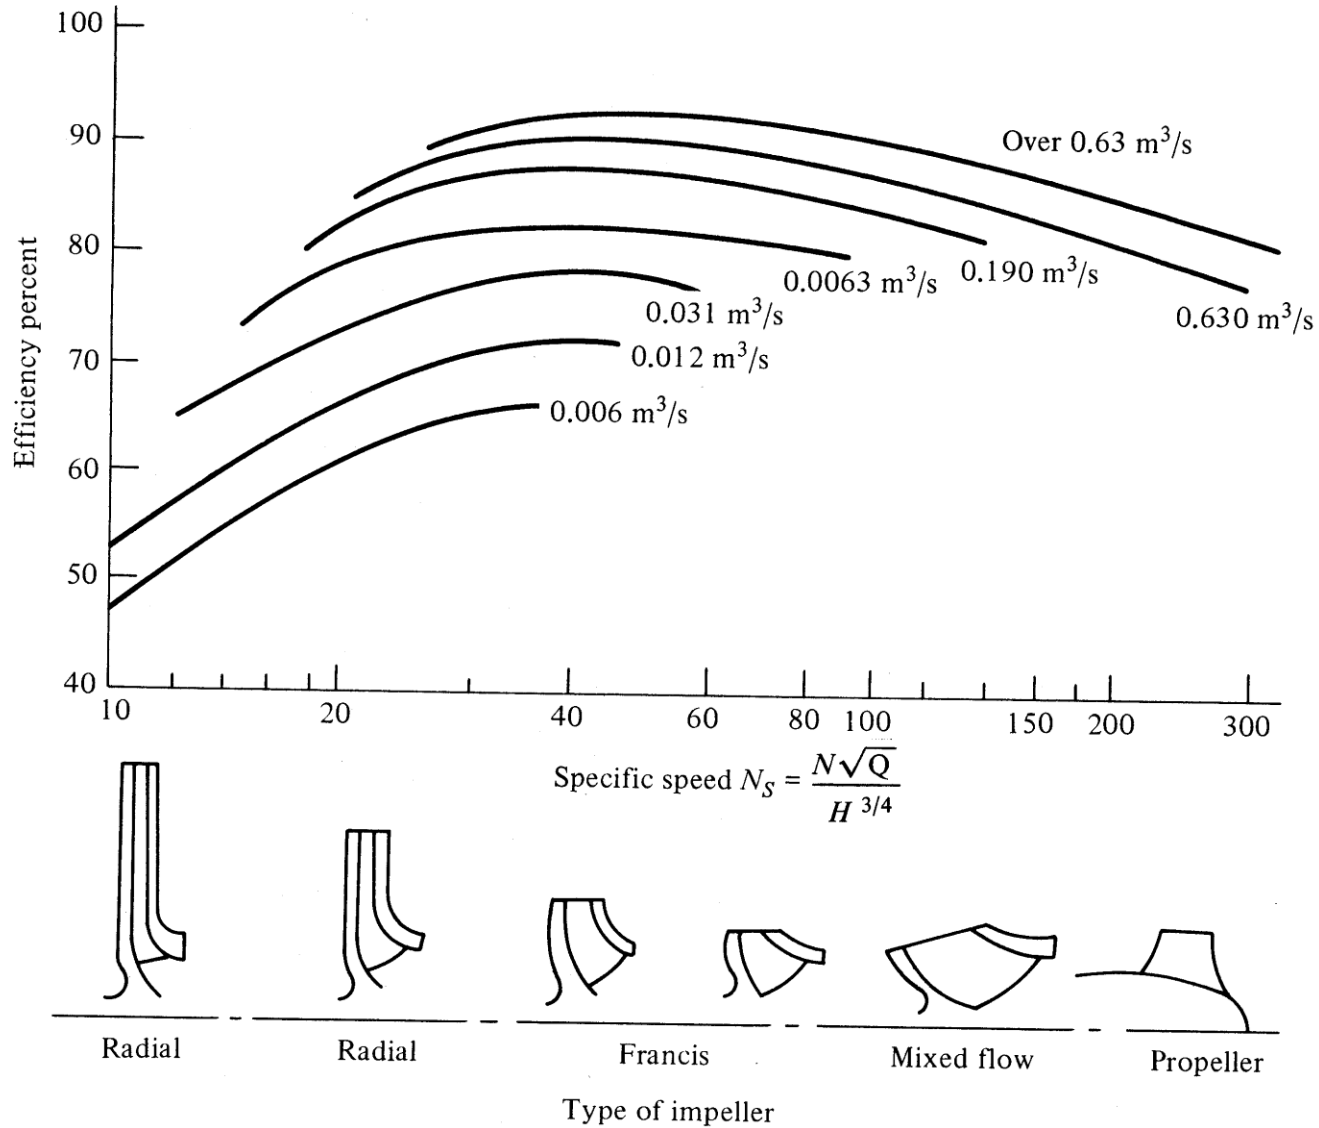 100
90
80
70
60
50
40
Efficiency percent
Over 0.63 m³/s
0.190 m³/s
0.0063 m³/s
0.630 m³/s
0.031 m³/s
0.012 m³/s
0.006 m³/s
10 20 40 60 80 100 150 200 300
Specific speed N_S = N√Q / H^{3/4}
Radial Radial Francis Mixed flow Propeller
Type of impeller